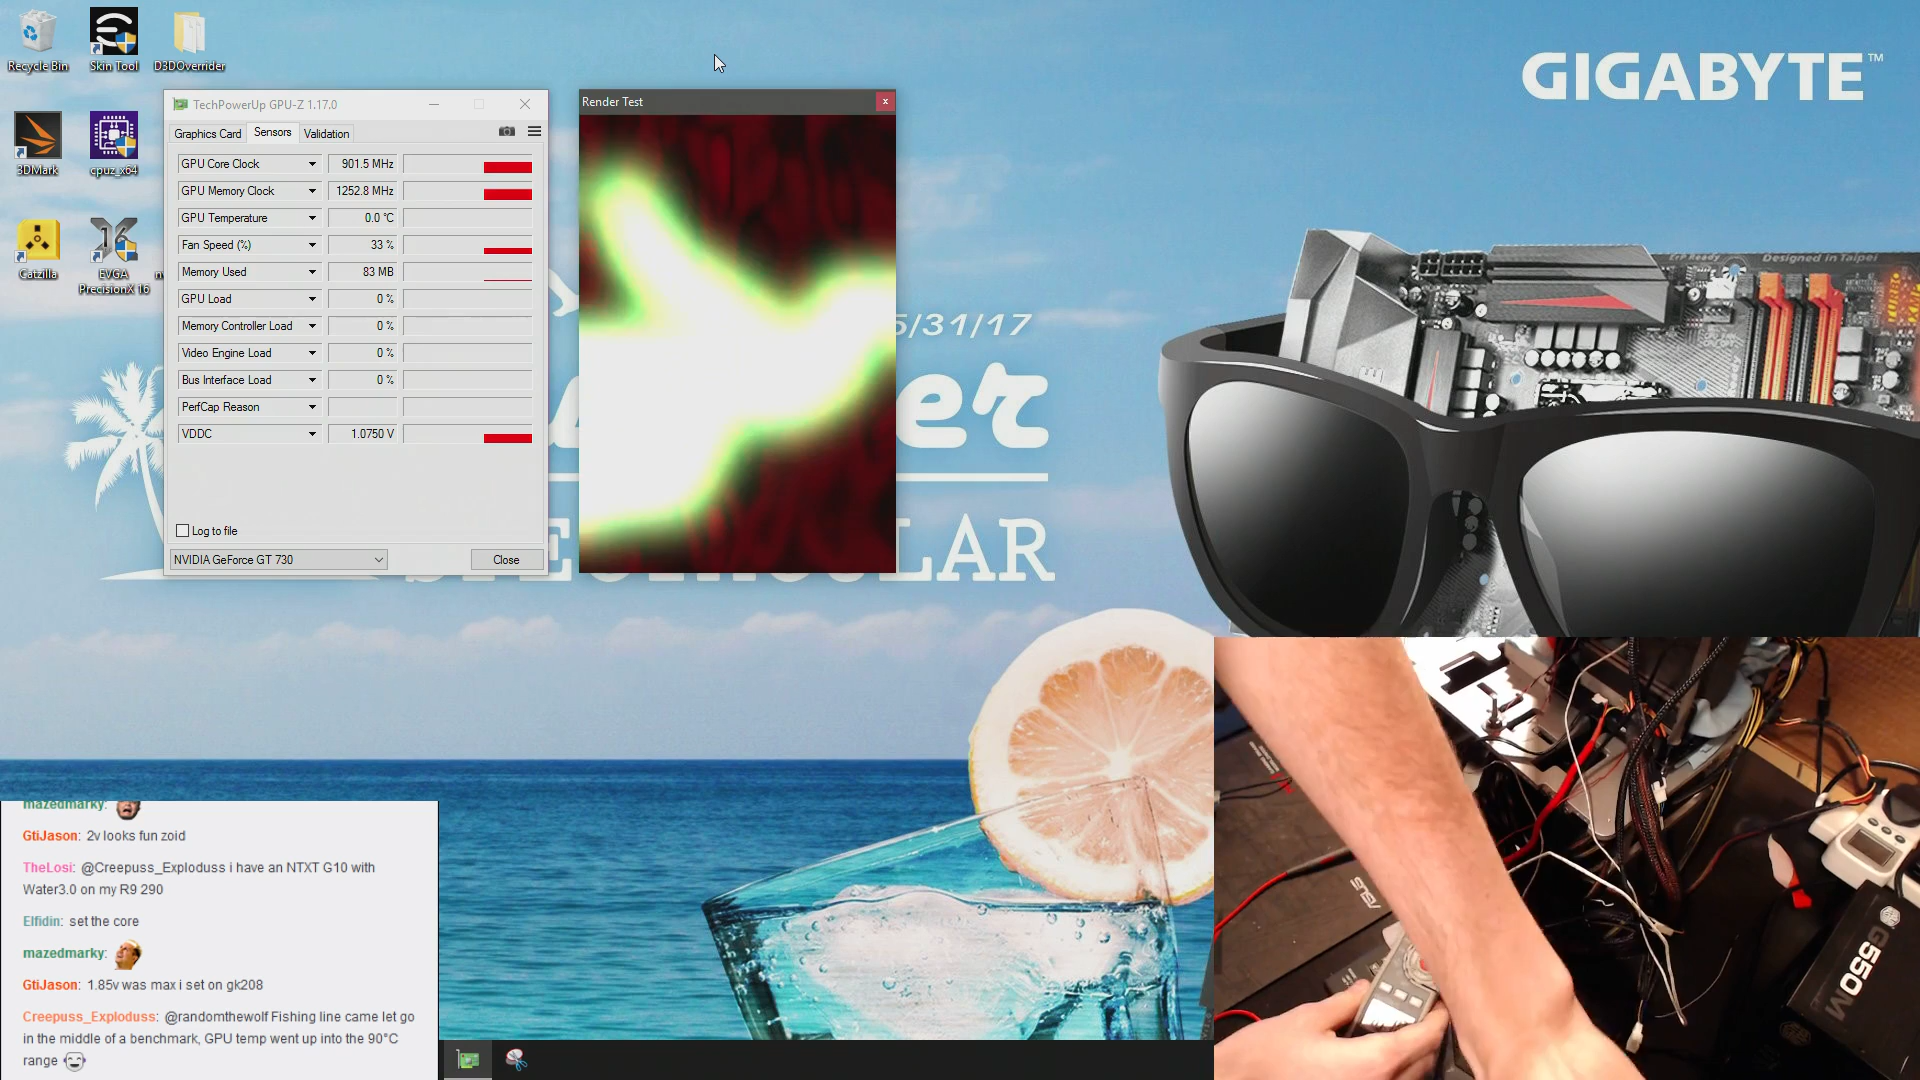 Recycle Bin
Skin Tool
D3DOverrider
3DMark
cpuz_x64
Catzilla
EVGA
PrecisionX 16
GIGABYTE™
TechPowerUp GPU-Z 1.17.0
Graphics Card
Sensors
Validation
GPU Core Clock 901.5 MHz
GPU Memory Clock 1252.8 MHz
GPU Temperature 0.0 °C
Fan Speed (%) 33 %
Memory Used 83 MB
GPU Load 0 %
Memory Controller Load 0 %
Video Engine Load 0 %
Bus Interface Load 0 %
PerfCap Reason
VDDC 1.0750 V
Log to file
NVIDIA GeForce GT 730
Close
Render Test
5/31/17
er
LAR
ErP Ready
Designed in Taipei
mazedmarky:
GtiJason: 2v looks fun zoid
TheLosi: @Creepuss_Exploduss i have an NTXT G10 with
Water3.0 on my R9 290
Elfidin: set the core
mazedmarky:
GtiJason: 1.85v was max i set on gk208
Creepuss_Exploduss: @randomthewolf Fishing line came let go
in the middle of a benchmark, GPU temp went up into the 90°C
range
ASUS
G550M